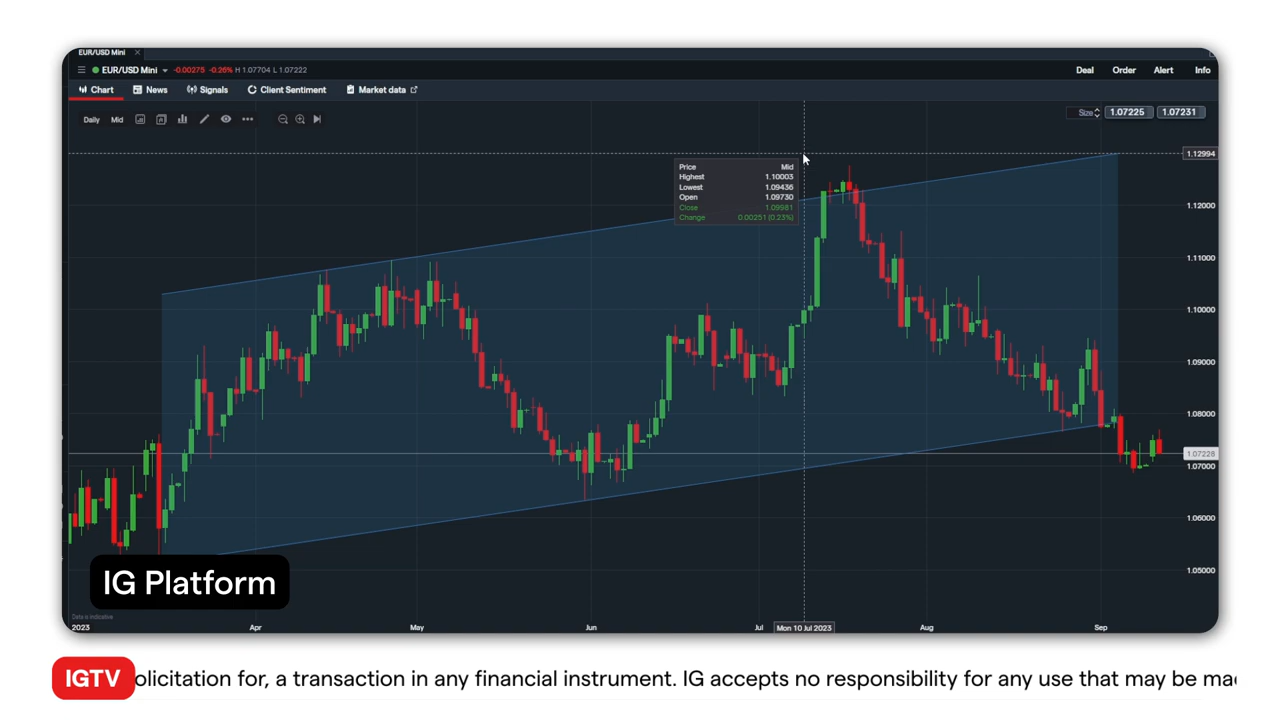 EUR/USD Mini
EUR/USD Mini -0.00275 -0.26% H 1.07704 L 1.07222
Deal Order Alert Info
Chart News Signals Client Sentiment Market data
Daily Mid
Size 1.07225 1.07231
1.12994
Price Mid
Highest 1.10003
Lowest 1.09436
Open 1.09730
Close 1.09981
Change 0.00251 (0.23%)
1.12000
1.11000
1.10000
1.09000
1.08000
1.07228
1.07000
1.06000
1.05000
IG Platform
Data is indicative
2023 Apr May Jun Jul Mon 10 Jul 2023 Aug Sep
IGTV olicitation for, a transaction in any financial instrument. IG accepts no responsibility for any use that may be mad